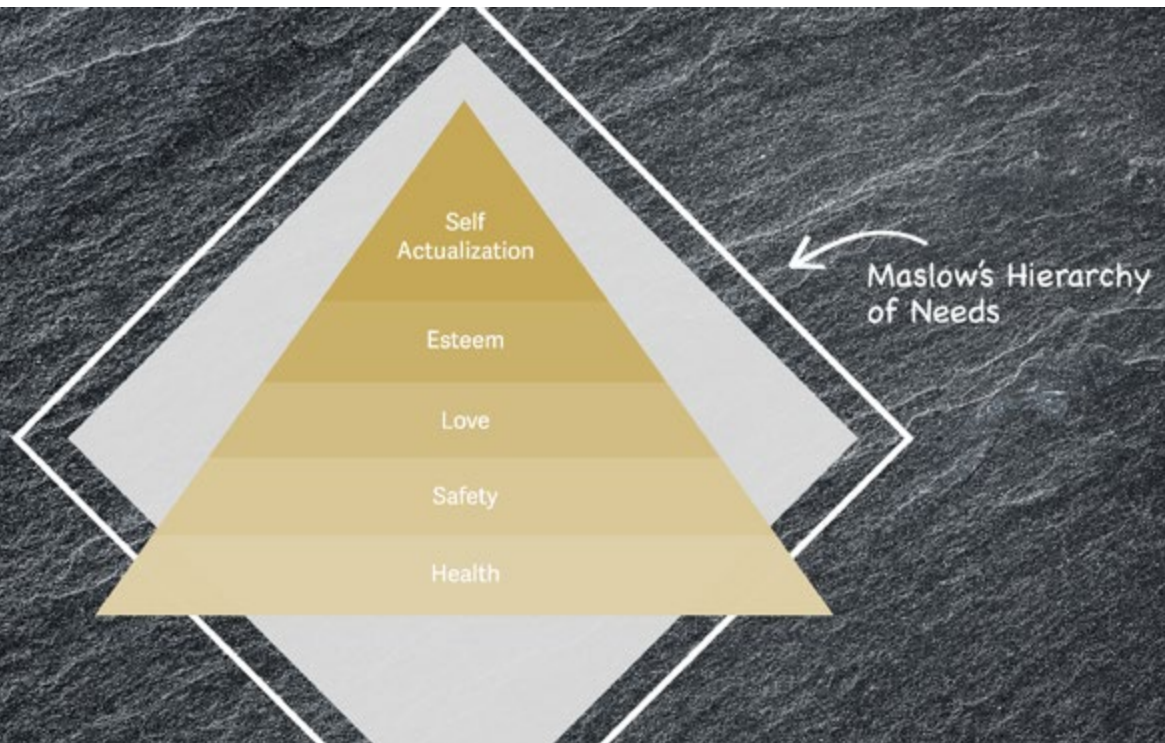 Self
Actualization
Esteem
Love
Safety
Health
Maslow's Hierarchy
of Needs